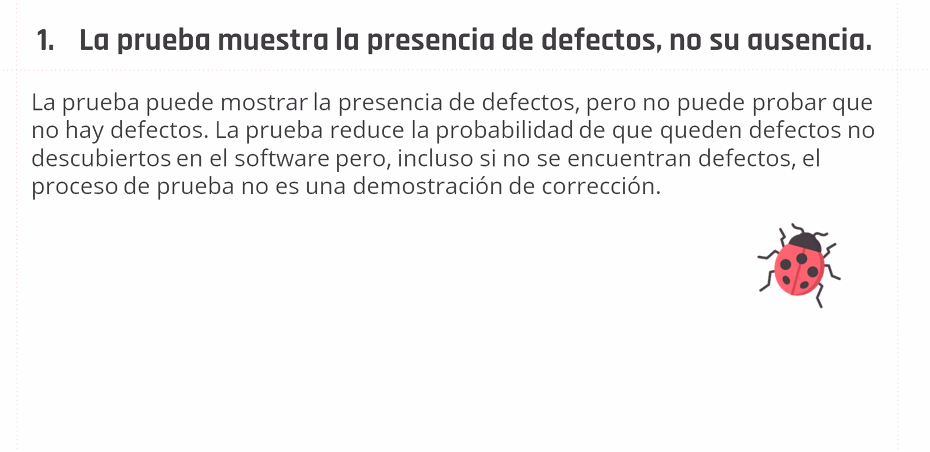 1. La prueba muestra la presencia de defectos, no su ausencia.
La prueba puede mostrar la presencia de defectos, pero no puede probar que
no hay defectos. La prueba reduce la probabilidad de que queden defectos no
descubiertos en el software pero, incluso si no se encuentran defectos, el
proceso de prueba no es una demostración de corrección.